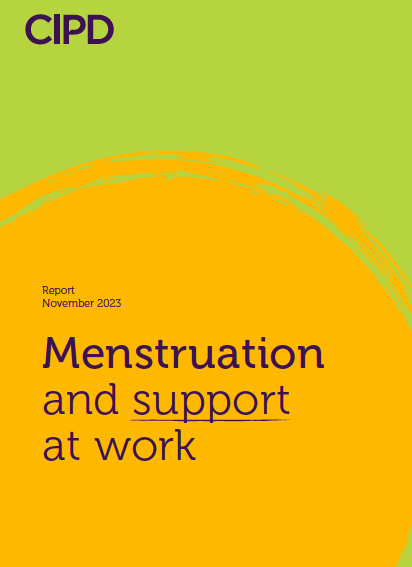 CIPD
Report
November 2023
Menstruation
and support
at work